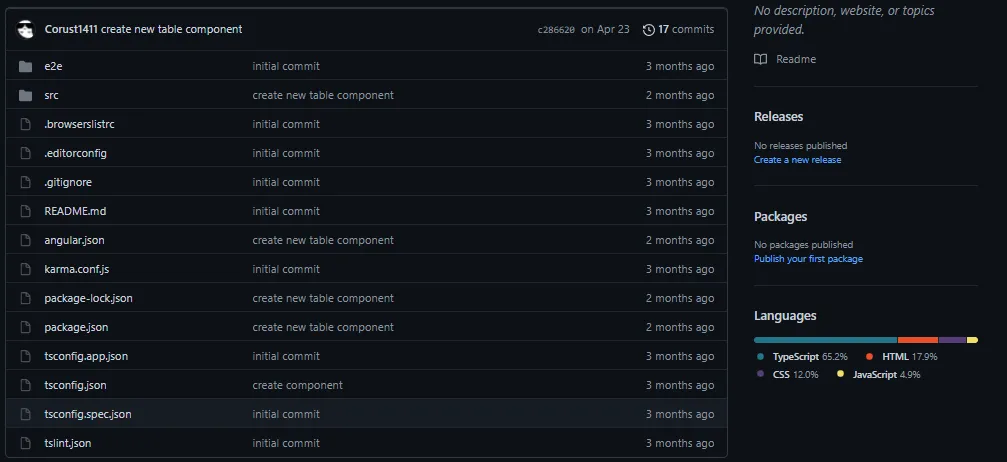 Corust1411 create new table component c286620 on Apr 23 17 commits
e2e initial commit 3 months ago
src create new table component 2 months ago
.browserslistrc initial commit 3 months ago
.editorconfig initial commit 3 months ago
.gitignore initial commit 3 months ago
README.md initial commit 3 months ago
angular.json create new table component 2 months ago
karma.conf.js initial commit 3 months ago
package-lock.json create new table component 2 months ago
package.json create new table component 2 months ago
tsconfig.app.json initial commit 3 months ago
tsconfig.json create component 3 months ago
tsconfig.spec.json initial commit 3 months ago
tslint.json initial commit 3 months ago
No description, website, or topics
provided.
Readme
Releases
No releases published
Create a new release
Packages
No packages published
Publish your first package
Languages
TypeScript 65.2% HTML 17.9%
CSS 12.0% JavaScript 4.9%